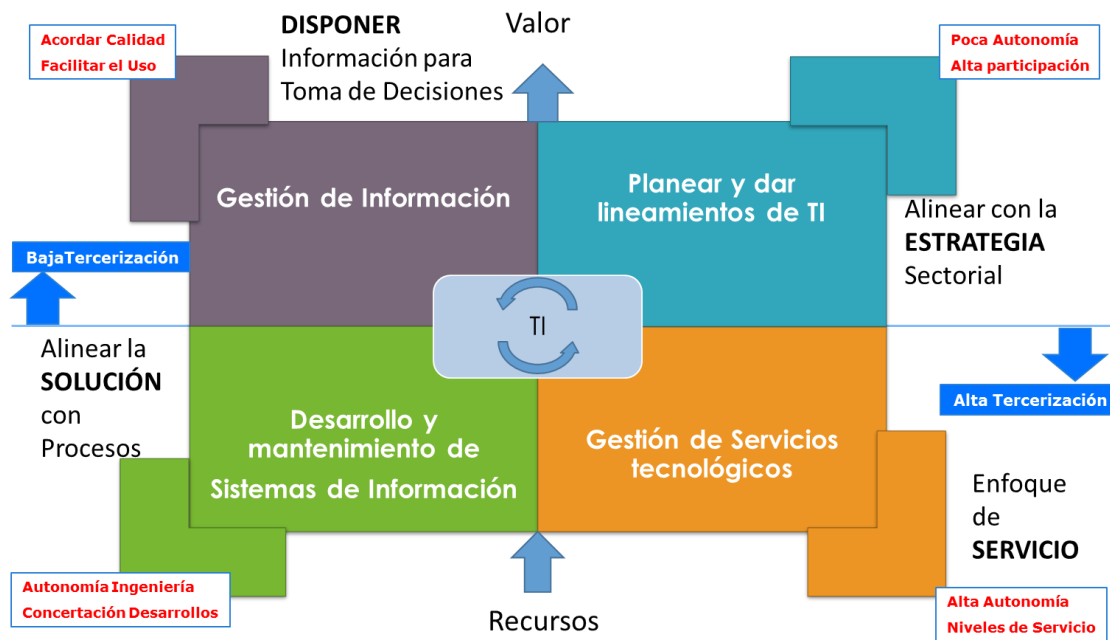 Acordar Calidad
Facilitar el Uso
DISPONER
Información para
Toma de Decisiones
Valor
Poca Autonomía
Alta participación
Gestión de Información
Planear y dar
lineamientos de TI
Alinear con la
ESTRATEGIA
Sectorial
BajaTercerización
TI
Alinear la
SOLUCIÓN
con
Procesos
Alta Tercerización
Desarrollo y
mantenimiento de
Sistemas de Información
Gestión de Servicios
tecnológicos
Enfoque
de
SERVICIO
Autonomía Ingeniería
Concertación Desarrollos
Recursos
Alta Autonomía
Niveles de Servicio